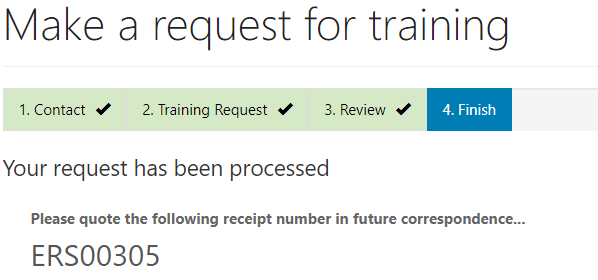 Make a request for training
1. Contact ✔ 2. Training Request ✔ 3. Review ✔ 4. Finish
Your request has been processed
Please quote the following receipt number in future correspondence...
ERS00305